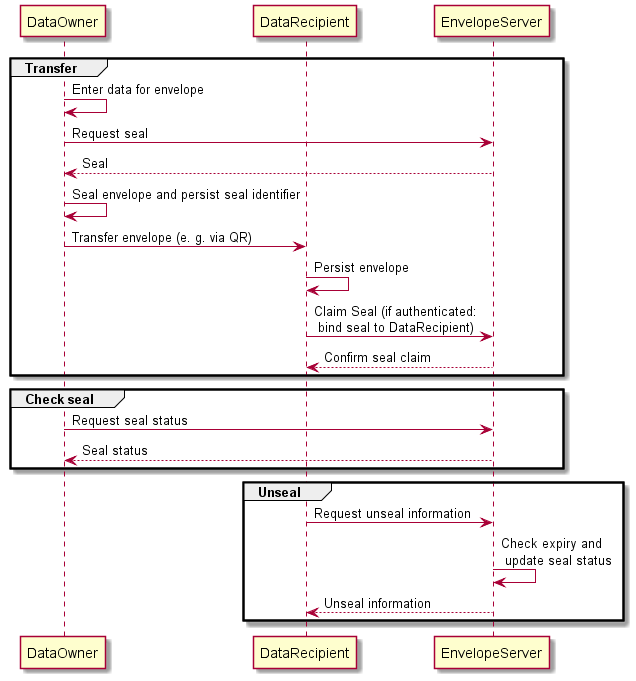 DataOwner
DataRecipient
EnvelopeServer
Transfer
Enter data for envelope
Request seal
Seal
Seal envelope and persist seal identifier
Transfer envelope (e. g. via QR)
Persist envelope
Claim Seal (if authenticated:
bind seal to DataRecipient)
Confirm seal claim
Check seal
Request seal status
Seal status
Unseal
Request unseal information
Check expiry and
update seal status
Unseal information
DataOwner
DataRecipient
EnvelopeServer